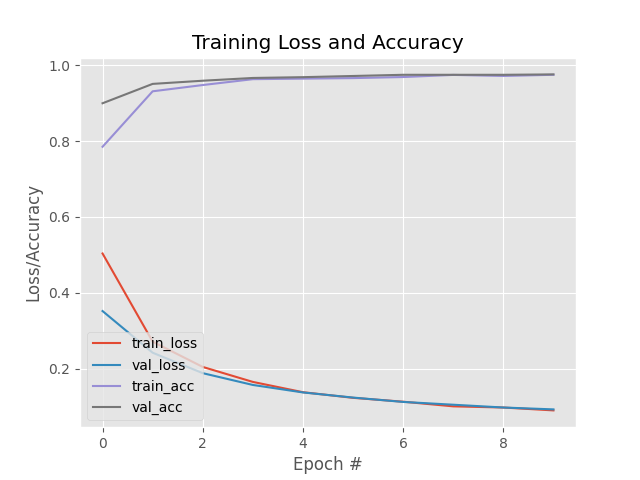 Training Loss and Accuracy
1.0
0.8
0.6
0.4
0.2
Loss/Accuracy
train_loss
val_loss
train_acc
val_acc
0 2 4 6 8
Epoch #